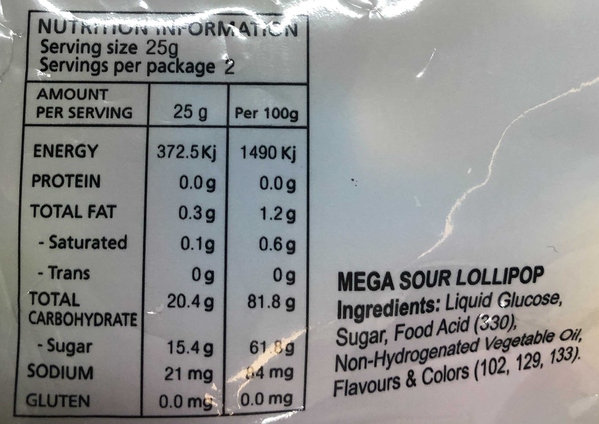 NUTRITION INFORMATION
Serving size 25g
Servings per package 2
AMOUNT
PER SERVING 25 g Per 100g
ENERGY 372.5Kj 1490 Kj
PROTEIN 0.0g 0.0g
TOTAL FAT 0.3g 1.2g
- Saturated 0.1g 0.6g
- Trans 0g 0g
TOTAL
CARBOHYDRATE 20.4g 81.8g
- Sugar 15.4g 61.8g
SODIUM 21 mg 84 mg
GLUTEN 0.0 mg 0.0 mg
MEGA SOUR LOLLIPOP
Ingredients: Liquid Glucose,
Sugar, Food Acid (330),
Non-Hydrogenated Vegetable Oil,
Flavours & Colors (102, 129, 133).